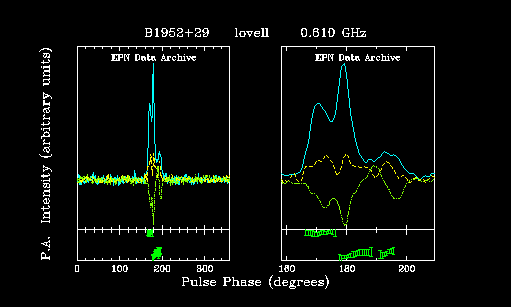 B1952+29 lovell 0.610 GHz
EPN Data Archive EPN Data Archive
P.A. Intensity (arbitrary units)
0 100 200 300 160 180 200
Pulse Phase (degrees)